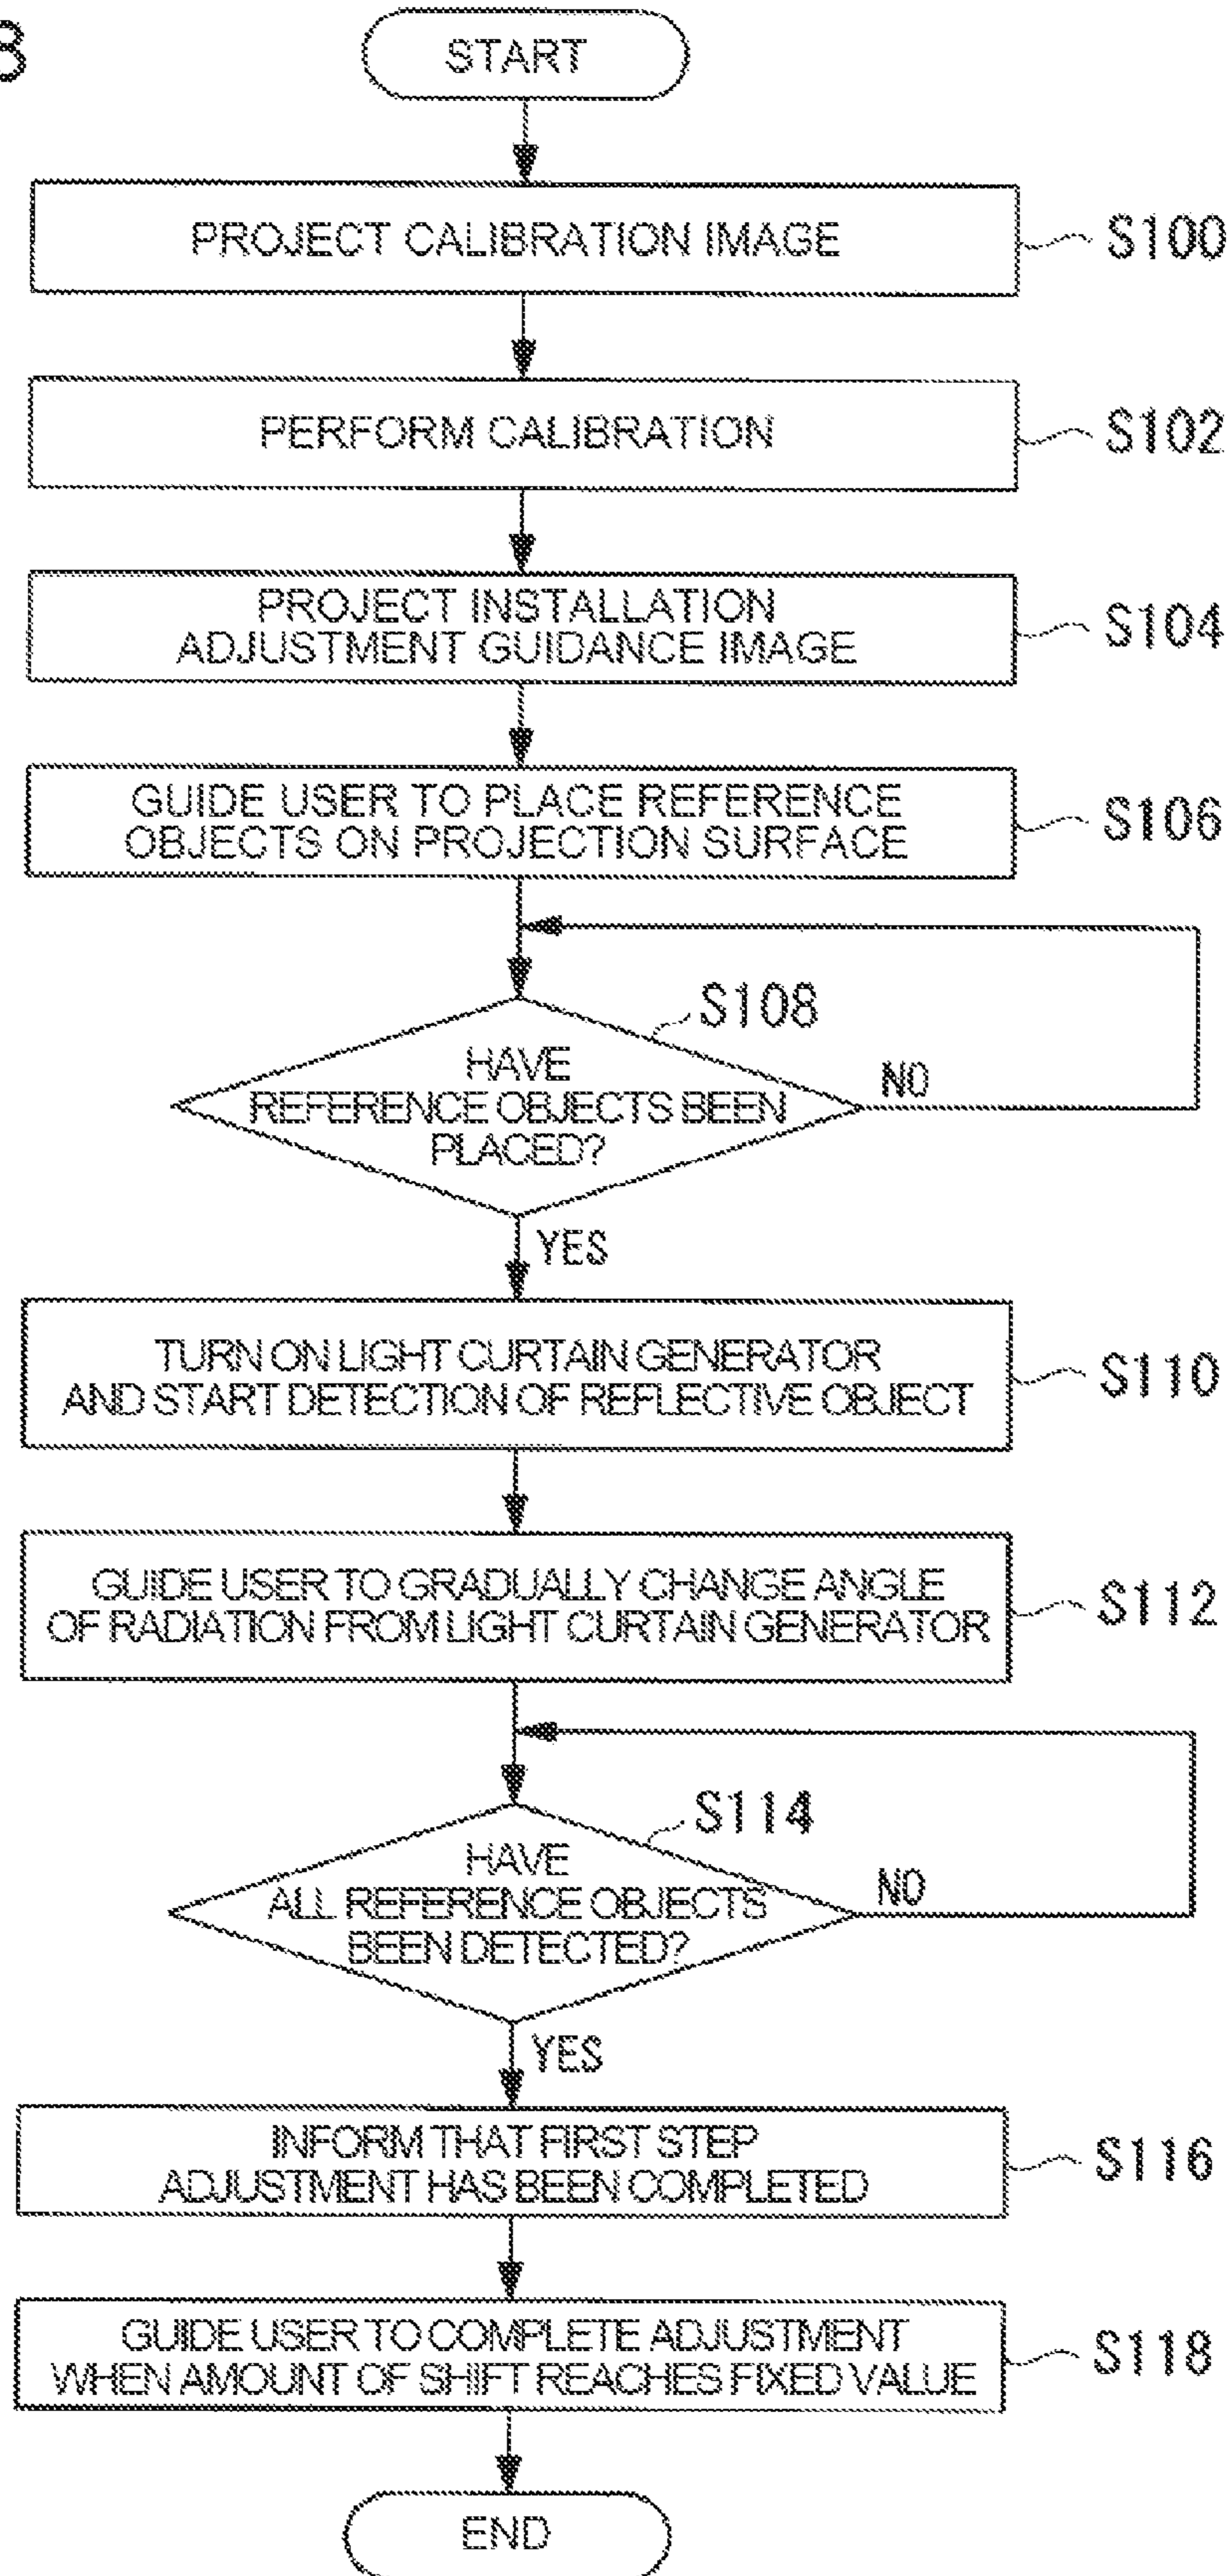 8
START
PROJECT CALIBRATION IMAGE
S100
PERFORM CALIBRATION
S102
PROJECT INSTALLATION
ADJUSTMENT GUIDANCE IMAGE
S104
GUIDE USER TO PLACE REFERENCE
OBJECTS ON PROJECTION SURFACE
S106
S108
HAVE
REFERENCE OBJECTS BEEN
PLACED?
NO
YES
TURN ON LIGHT CURTAIN GENERATOR
AND START DETECTION OF REFLECTIVE OBJECT
S110
GUIDE USER TO GRADUALLY CHANGE ANGLE
OF RADIATION FROM LIGHT CURTAIN GENERATOR
S112
S114
HAVE
ALL REFERENCE OBJECTS
BEEN DETECTED?
NO
YES
INFORM THAT FIRST STEP
ADJUSTMENT HAS BEEN COMPLETED
S116
GUIDE USER TO COMPLETE ADJUSTMENT
WHEN AMOUNT OF SHIFT REACHES FIXED VALUE
S118
END